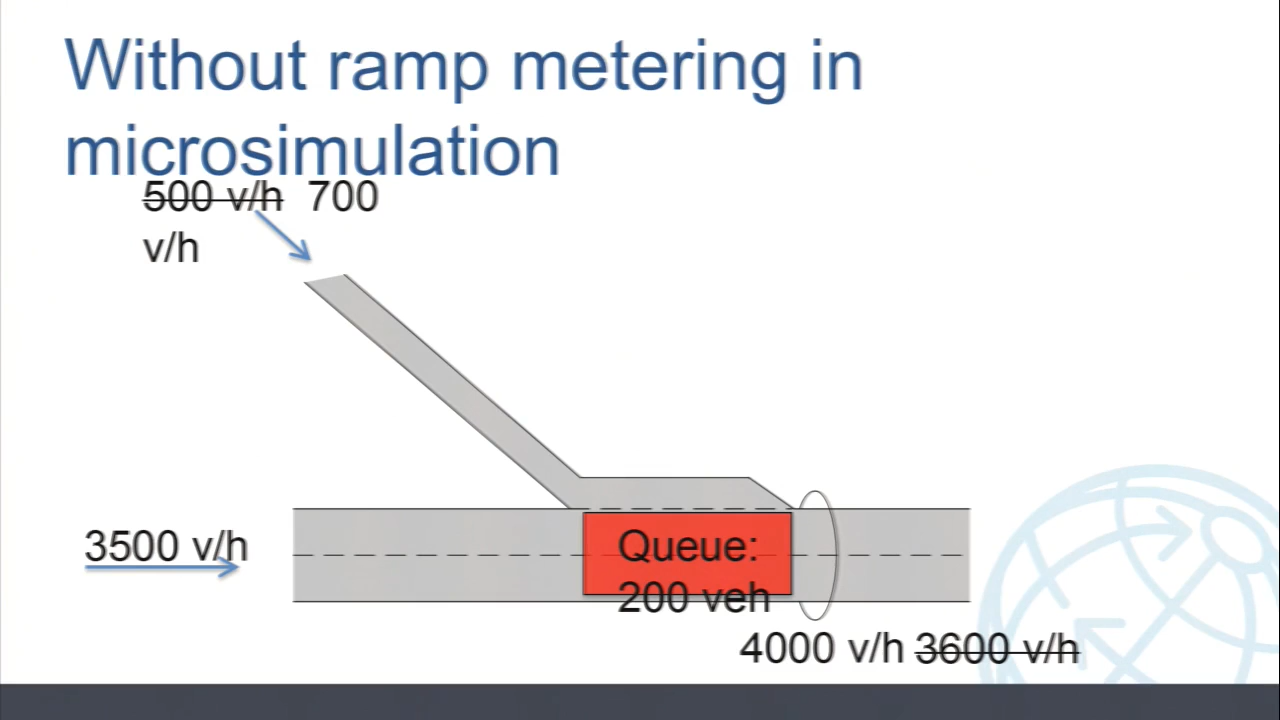 Without ramp metering in
microsimulation
500 v/h 700
v/h
3500 v/h
Queue:
200 veh
4000 v/h 3600 v/h